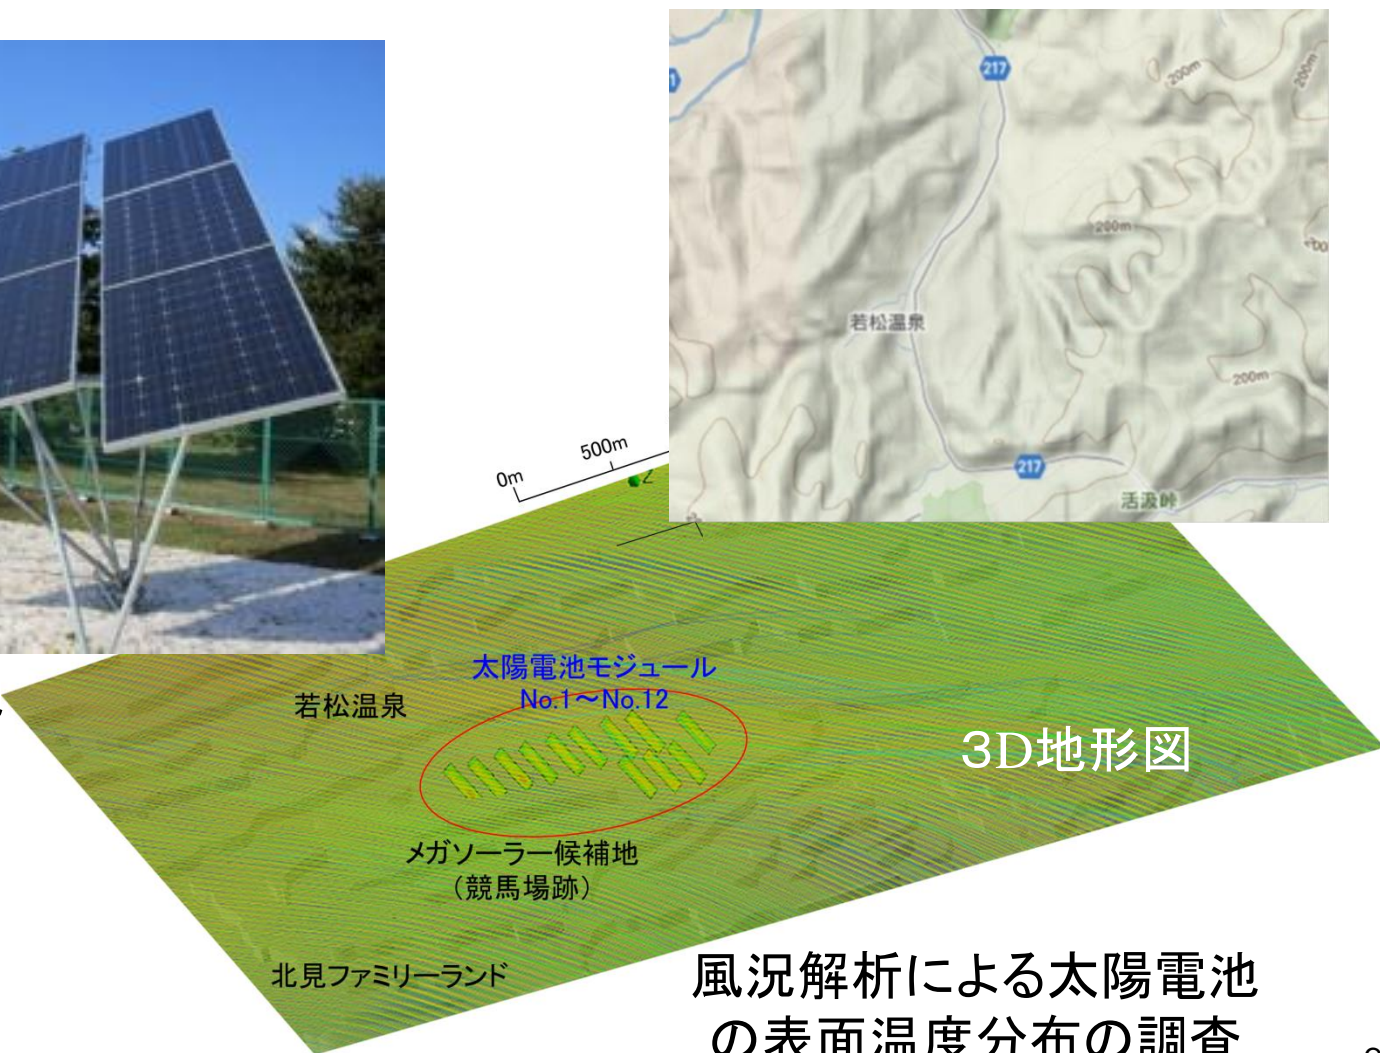 217
200m
200m
200m
若松温泉
200m
217
活汲峠
0m
500m
Z
太陽電池モジュール
No.1～No.12
若松温泉
3D地形図
メガソーラー候補地
（競馬場跡）
北見ファミリーランド
風況解析による太陽電池
の表面温度分布の調査